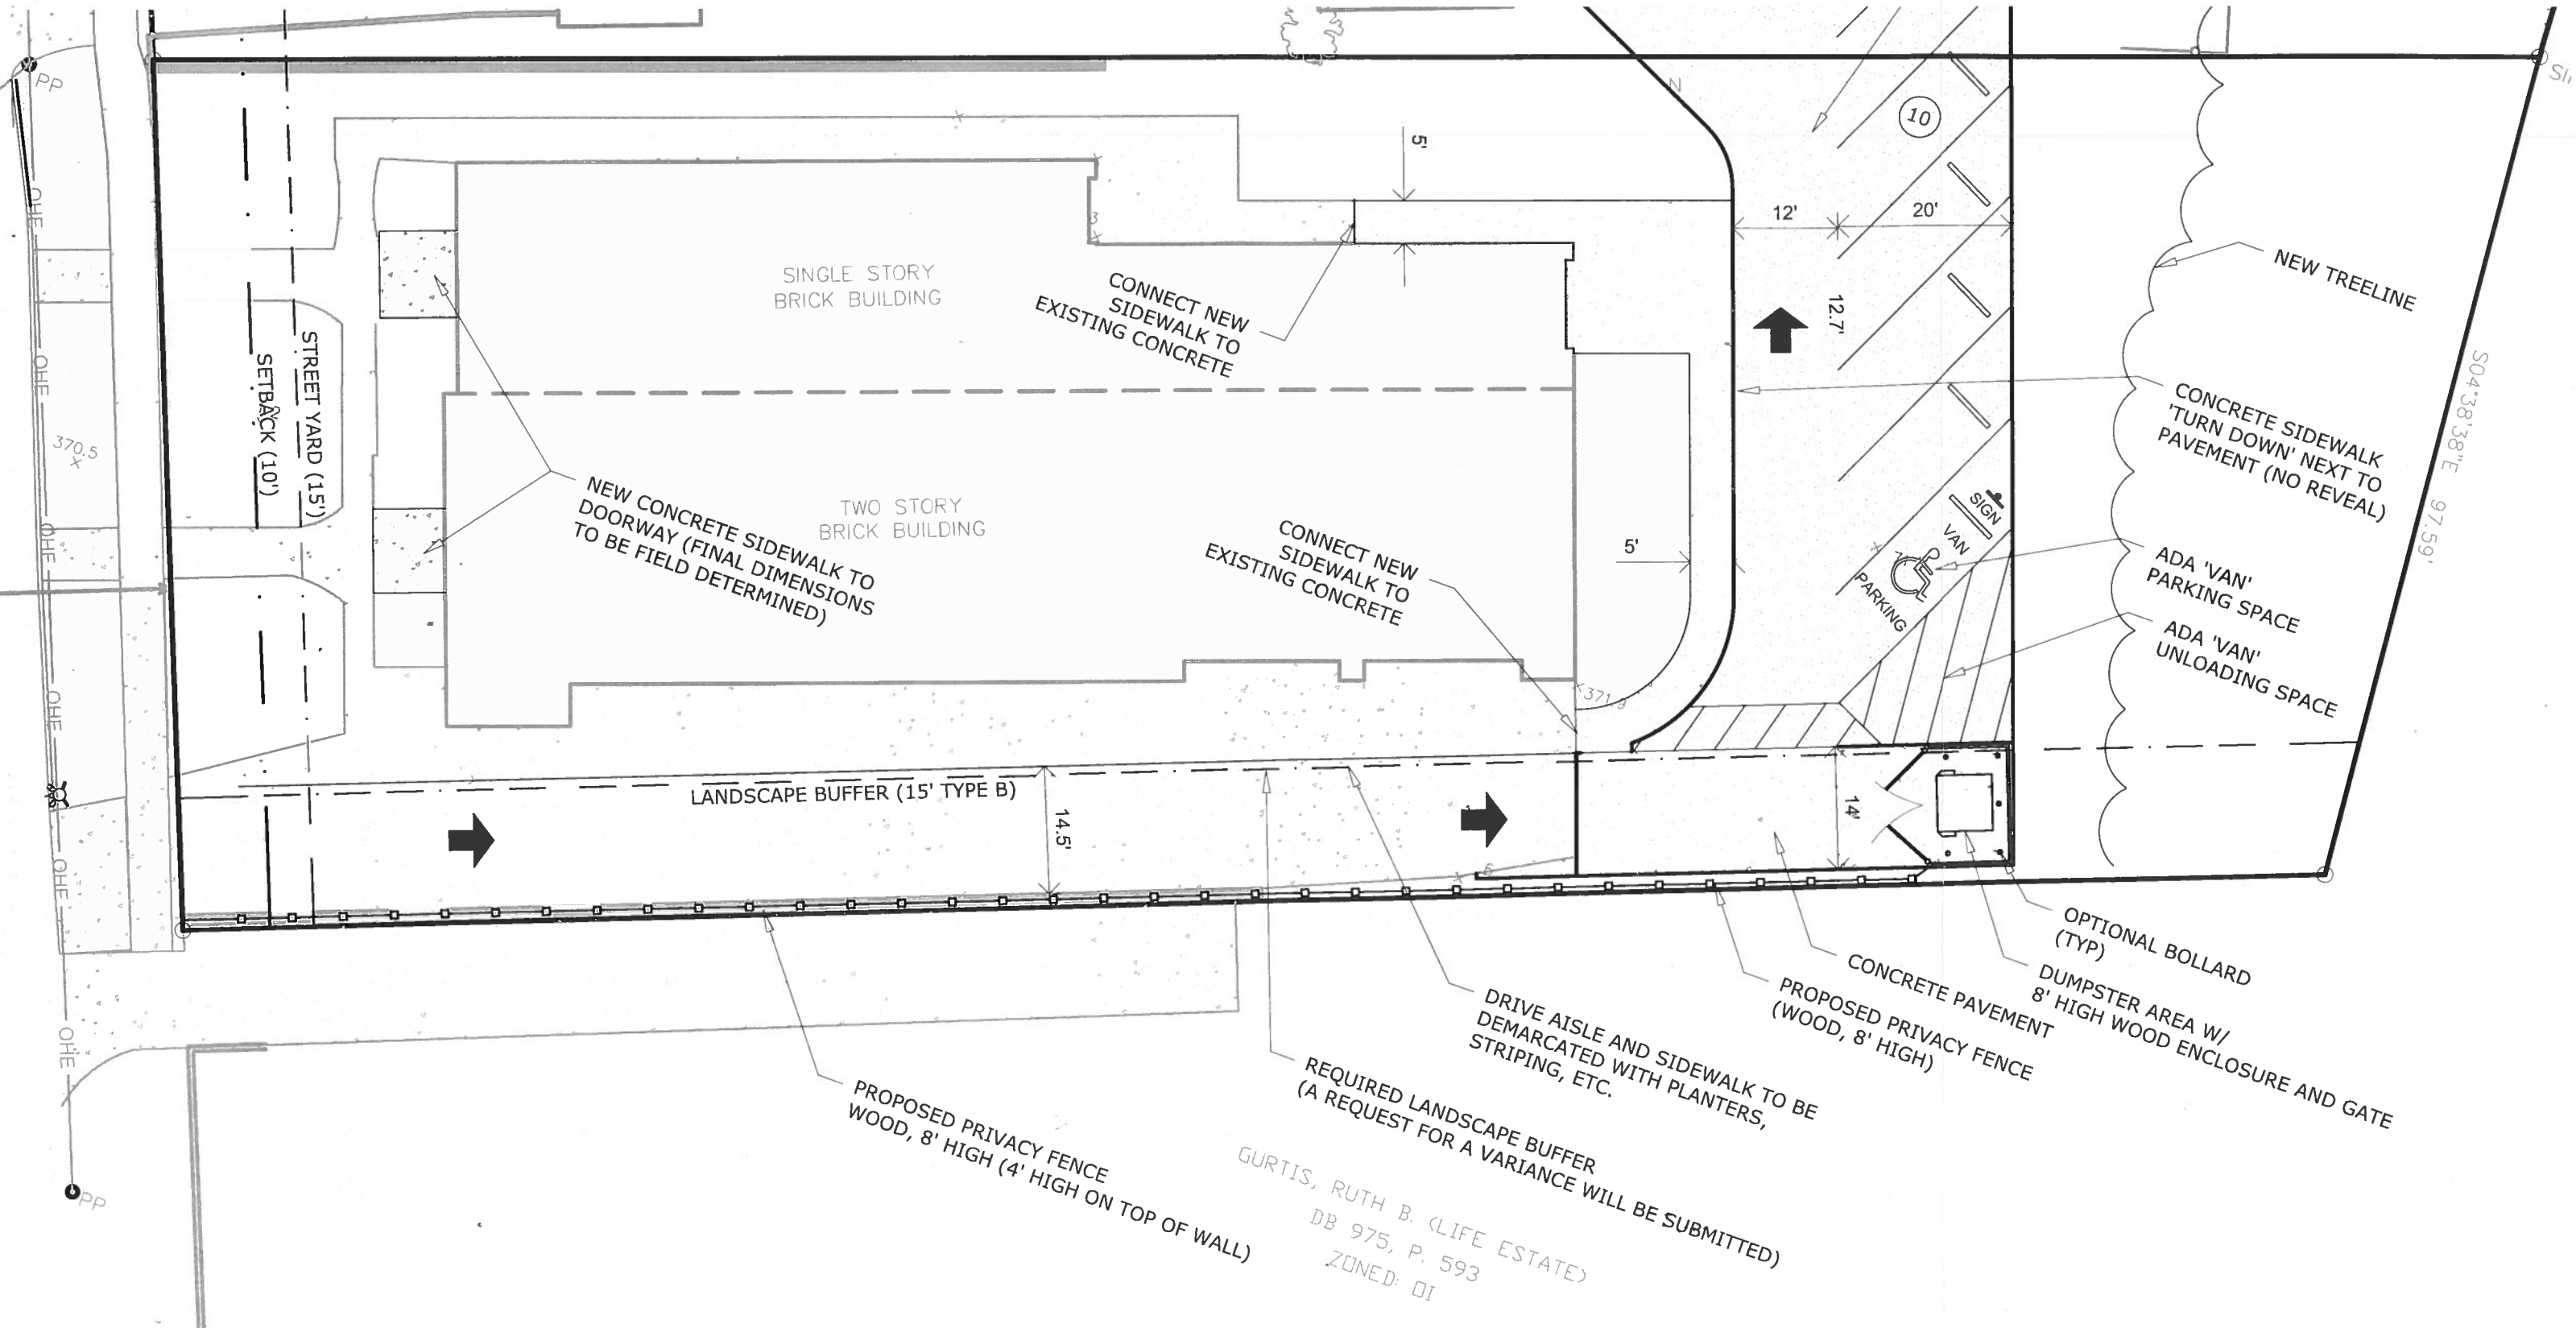 PP
OHE
OHE
370.5
OHE
OHE
OHE
OHE
PP
SETBACK (10')
STREET YARD (15')
SINGLE STORY
BRICK BUILDING
TWO STORY
BRICK BUILDING
NEW CONCRETE SIDEWALK TO
DOORWAY (FINAL DIMENSIONS
TO BE FIELD DETERMINED)
CONNECT NEW
SIDEWALK TO
EXISTING CONCRETE
CONNECT NEW
SIDEWALK TO
EXISTING CONCRETE
5'
5'
N
10
12'
20'
12.7'
SIGN
VAN
PARKING
NEW TREELINE
S04°38'38"E 97.59'
CONCRETE SIDEWALK
'TURN DOWN' NEXT TO
PAVEMENT (NO REVEAL)
ADA 'VAN'
PARKING SPACE
ADA 'VAN'
UNLOADING SPACE
LANDSCAPE BUFFER (15' TYPE B)
14.5'
14'
OPTIONAL BOLLARD
(TYP)
DUMPSTER AREA W/
8' HIGH WOOD ENCLOSURE AND GATE
CONCRETE PAVEMENT
PROPOSED PRIVACY FENCE
(WOOD, 8' HIGH)
DRIVE AISLE AND SIDEWALK TO BE
DEMARCATED WITH PLANTERS,
STRIPING, ETC.
REQUIRED LANDSCAPE BUFFER
(A REQUEST FOR A VARIANCE WILL BE SUBMITTED)
PROPOSED PRIVACY FENCE
WOOD, 8' HIGH (4' HIGH ON TOP OF WALL)
GURTIS, RUTH B. (LIFE ESTATE)
DB 975, P. 593
ZONED: OI